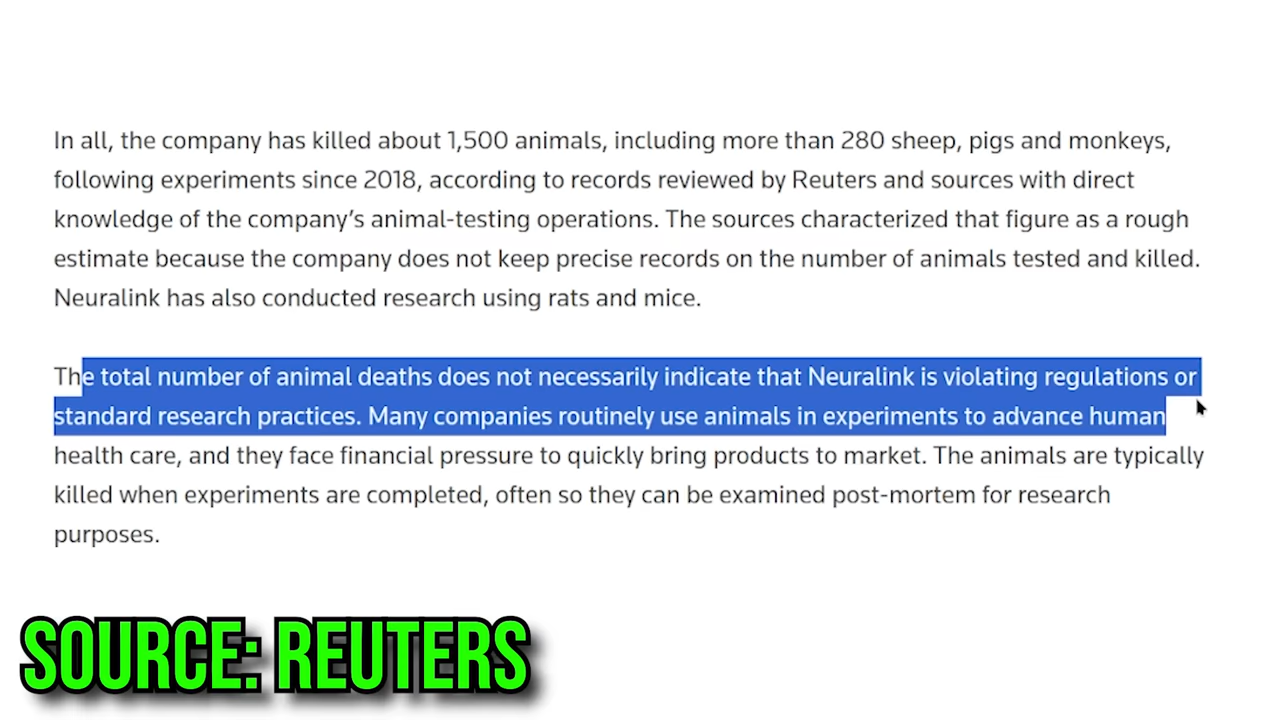 In all, the company has killed about 1,500 animals, including more than 280 sheep, pigs and monkeys,
following experiments since 2018, according to records reviewed by Reuters and sources with direct
knowledge of the company’s animal-testing operations. The sources characterized that figure as a rough
estimate because the company does not keep precise records on the number of animals tested and killed.
Neuralink has also conducted research using rats and mice.
The total number of animal deaths does not necessarily indicate that Neuralink is violating regulations or
standard research practices. Many companies routinely use animals in experiments to advance human
health care, and they face financial pressure to quickly bring products to market. The animals are typically
killed when experiments are completed, often so they can be examined post-mortem for research
purposes.
SOURCE: REUTERS